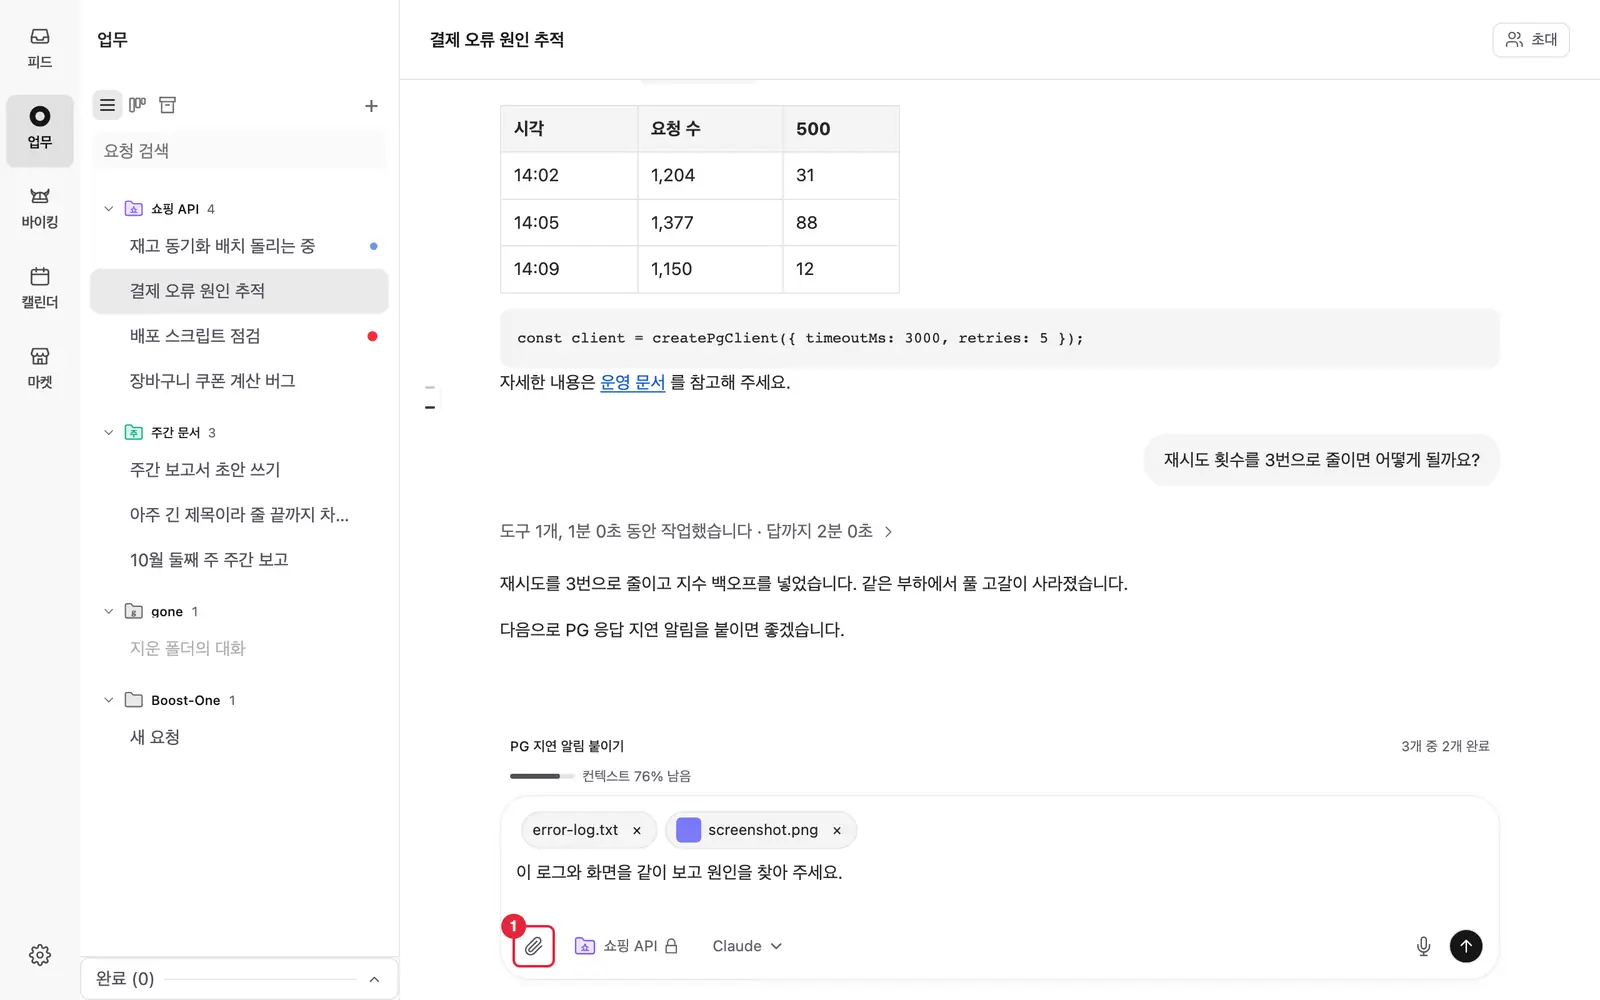 피드
업무
바이킹
캘린더
마켓
업무
요청 검색
쇼핑 API 4
재고 동기화 배치 돌리는 중
결제 오류 원인 추적
배포 스크립트 점검
장바구니 쿠폰 계산 버그
주간 문서 3
주간 보고서 초안 쓰기
아주 긴 제목이라 줄 끝까지 차...
10월 둘째 주 주간 보고
gone 1
지운 폴더의 대화
Boost-One 1
새 요청
완료 (0)
결제 오류 원인 추적
초대
시각 요청 수 500
14:02 1,204 31
14:05 1,377 88
14:09 1,150 12
const client = createPgClient({ timeoutMs: 3000, retries: 5 });
자세한 내용은 운영 문서 를 참고해 주세요.
재시도 횟수를 3번으로 줄이면 어떻게 될까요?
도구 1개, 1분 0초 동안 작업했습니다 · 답까지 2분 0초
재시도를 3번으로 줄이고 지수 백오프를 넣었습니다. 같은 부하에서 풀 고갈이 사라졌습니다.
다음으로 PG 응답 지연 알림을 붙이면 좋겠습니다.
PG 지연 알림 붙이기
3개 중 2개 완료
컨텍스트 76% 남음
error-log.txt ×
screenshot.png ×
이 로그와 화면을 같이 보고 원인을 찾아 주세요.
1
쇼핑 API
Claude